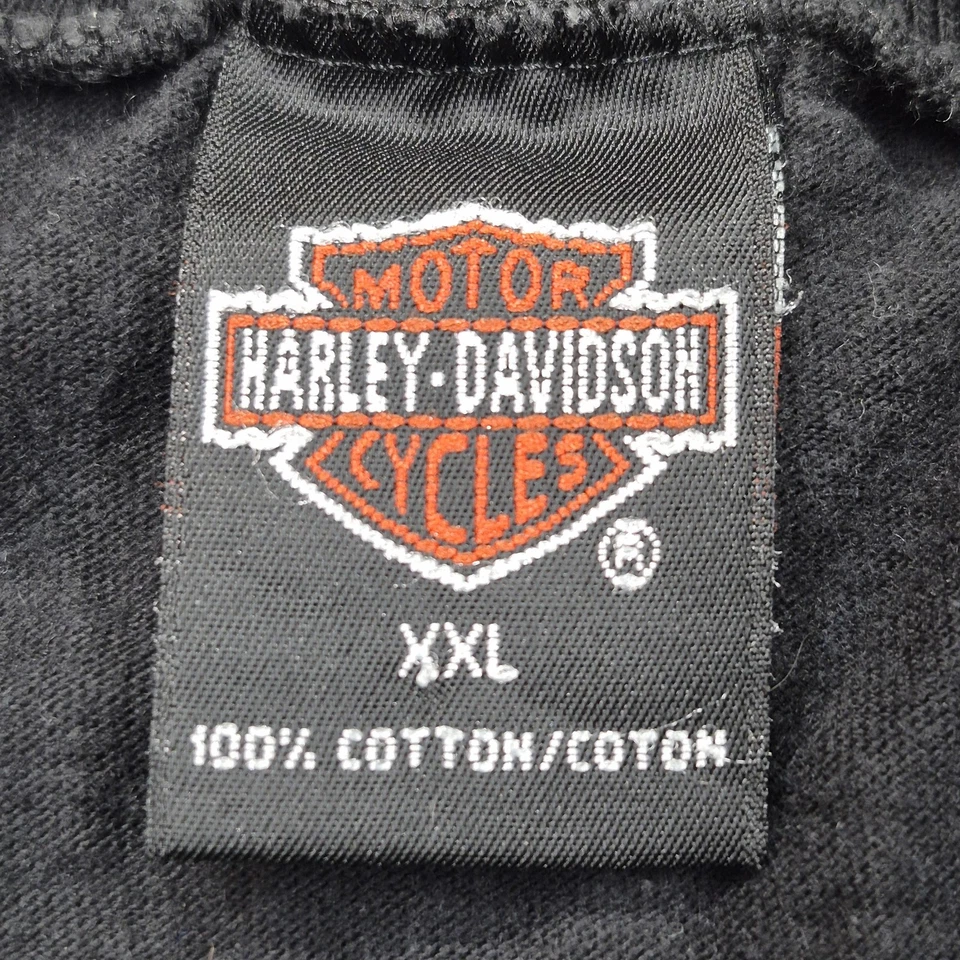 MOTOR
HARLEY-DAVIDSON
CYCLES
®
XXL
100% COTTON/COTON